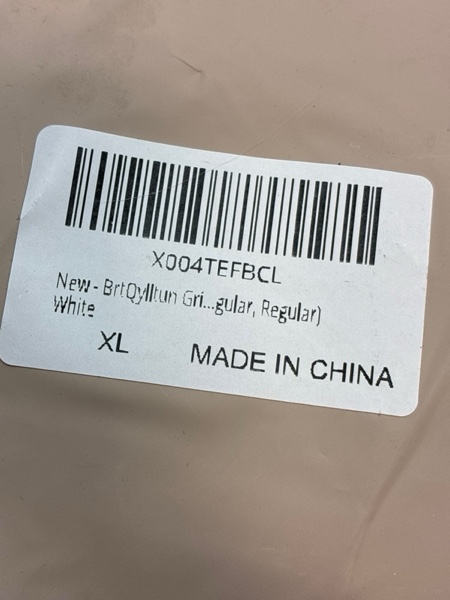 X004TEFBCL
New - BrtQylltun Gri...gular, Regular)
White
XL
MADE IN CHINA